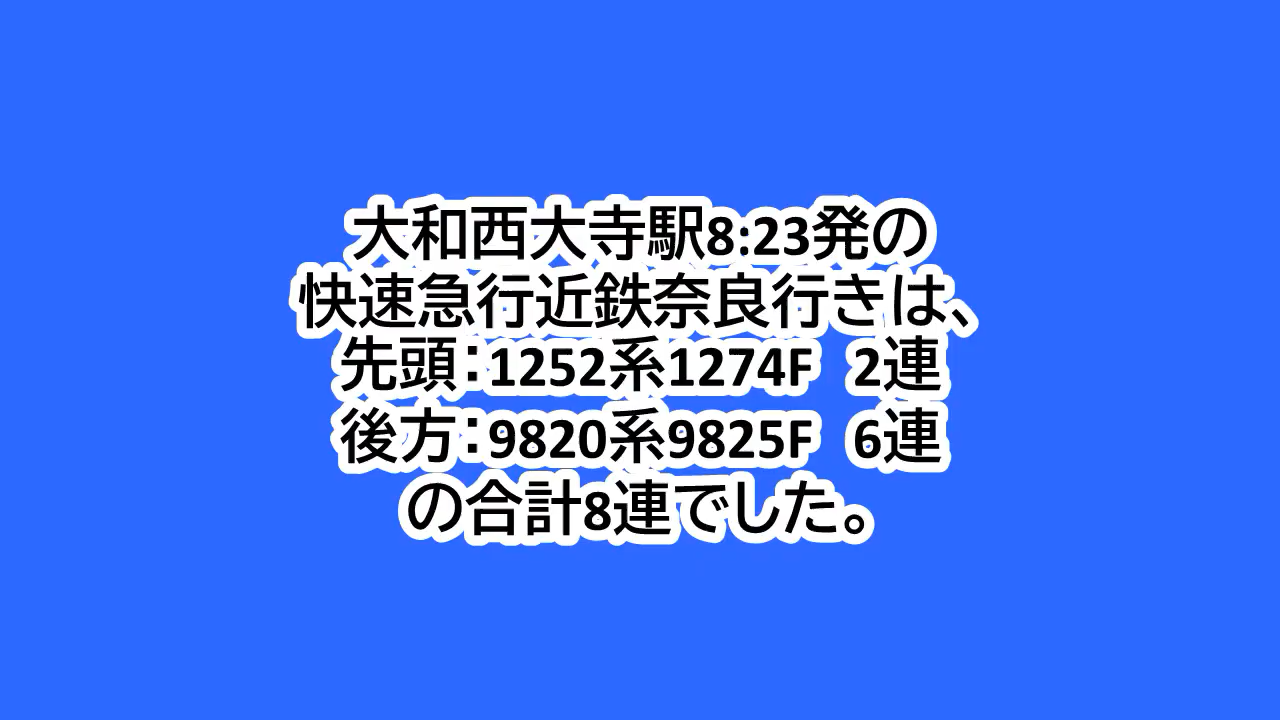 大和西大寺駅8:23発の
快速急行近鉄奈良行きは、
先頭：1252系1274F　2連
後方：9820系9825F　6連
の合計8連でした。